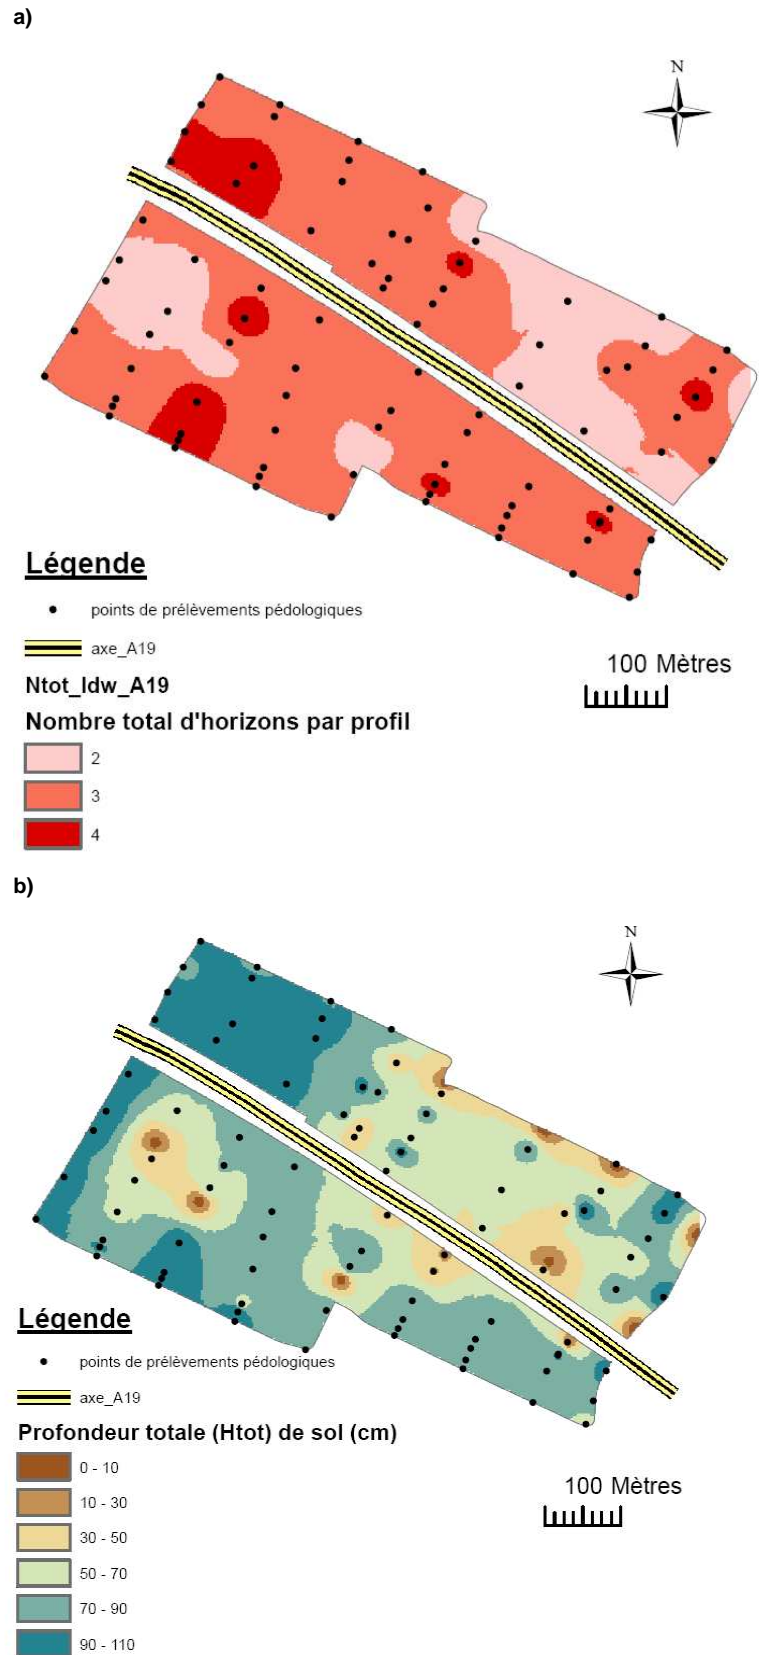 a)
N
Légende
points de prélèvements pédologiques
axe_A19
100 Mètres
Ntot_Idw_A19
Nombre total d'horizons par profil
2
3
4
b)
N
Légende
points de prélèvements pédologiques
axe_A19
Profondeur totale (Htot) de sol (cm)
100 Mètres
0 - 10
10 - 30
30 - 50
50 - 70
70 - 90
90 - 110